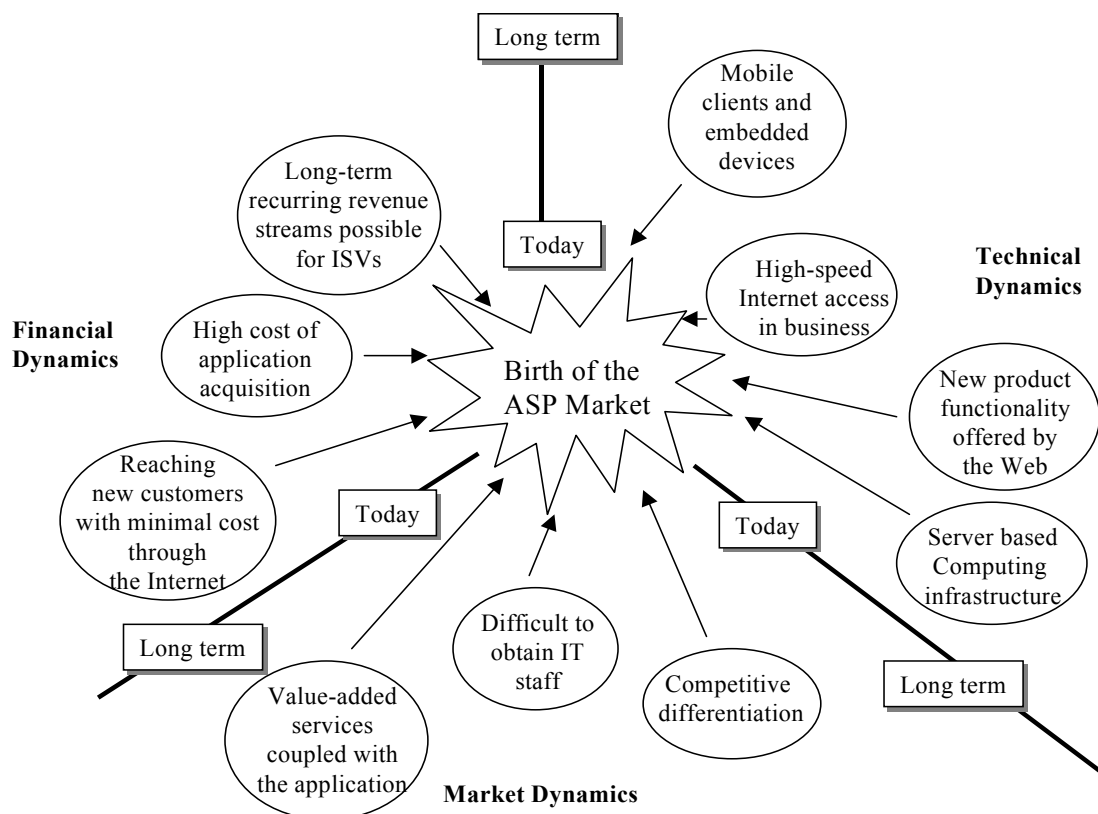 Long term
Mobile
clients and
embedded
devices
Long-term
recurring revenue
streams possible
for ISVs
Today
High-speed
Internet access
in business
Technical
Dynamics
Financial
Dynamics
High cost of
application
acquisition
Birth of the
ASP Market
New product
functionality
offered by
the Web
Reaching
new customers
with minimal cost
through
the Internet
Today
Today
Server based
Computing
infrastructure
Long term
Difficult to
obtain IT
staff
Competitive
differentiation
Long term
Value-added
services
coupled with
the application
Market Dynamics